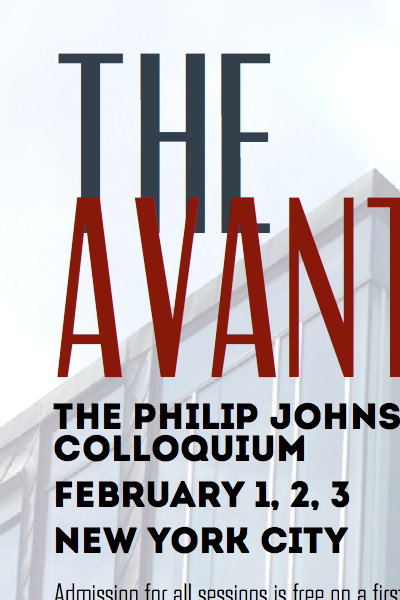 THE
AVANT
THE PHILIP JOHNS
COLLOQUIUM
FEBRUARY 1, 2, 3
NEW YORK CITY
Admission for all sessions is free on a first